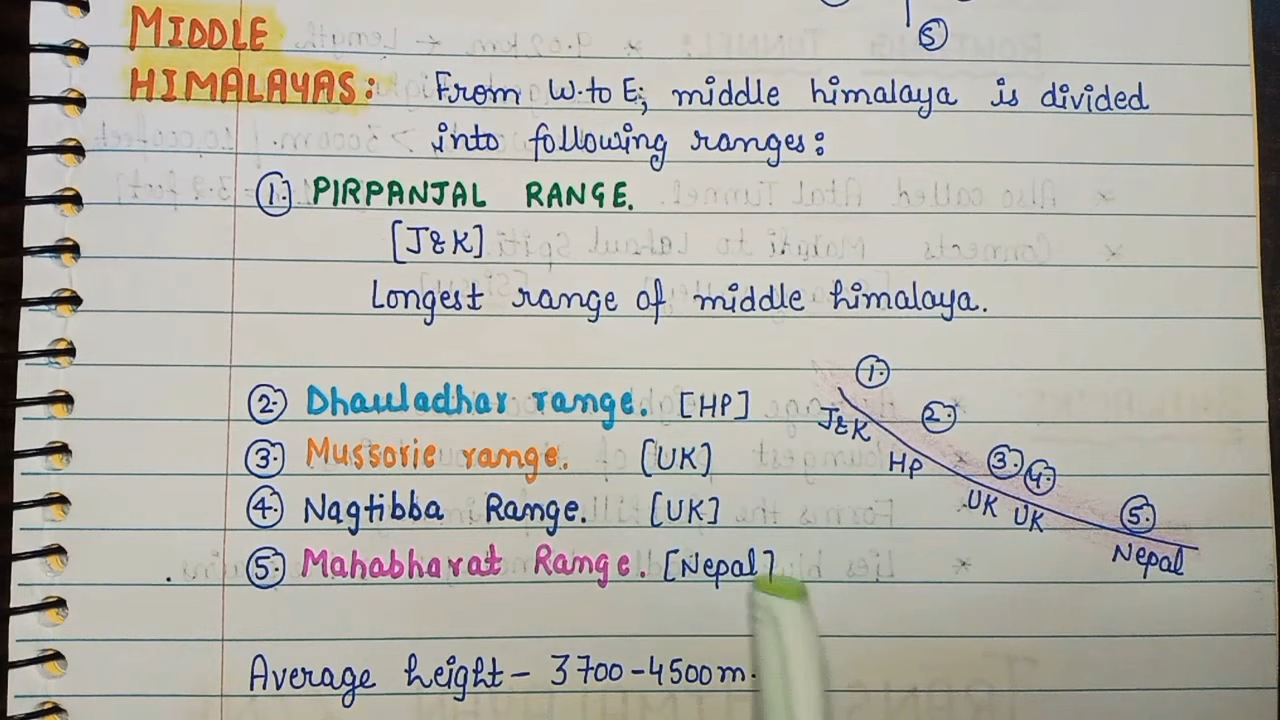 5
MIDDLE
HIMALAYAS: From W.to E; middle himalaya is divided
into following ranges:
1. PIRPANJAL RANGE.
[J&K]
Longest range of middle himalaya.
2. Dhauladhar range. [HP]
3. Mussorie range. [UK]
4. Nagtibba Range. [UK]
5. Mahabharat Range. [Nepal]
1.
J&K
2.
HP
3. 4.
UK UK
5.
Nepal
Average height - 3700-4500m.